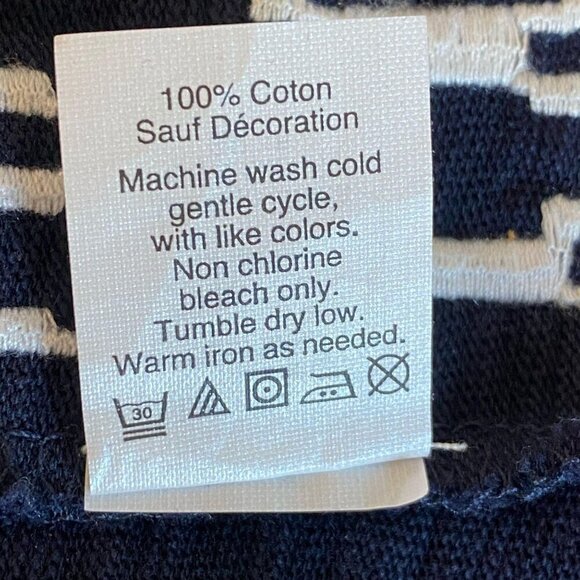 100% Coton
Sauf Décoration
Machine wash cold
gentle cycle,
with like colors.
Non chlorine
bleach only.
Tumble dry low.
Warm iron as needed.
30